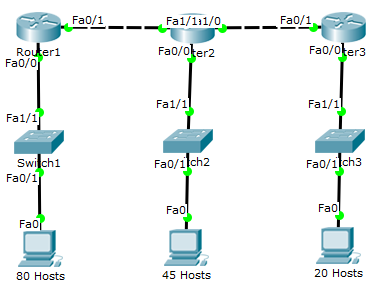 Fa0/1 Fa1/1 1/0 Fa0/1
Router1 ter2 ter3
Fa0/0 Fa0/0 Fa0/0
Fa1/1 Fa1/1 Fa1/1
Switch1 tch2 tch3
Fa0/1 Fa0/1 Fa0/1
Fa0 Fa0 Fa0
80 Hosts 45 Hosts 20 Hosts